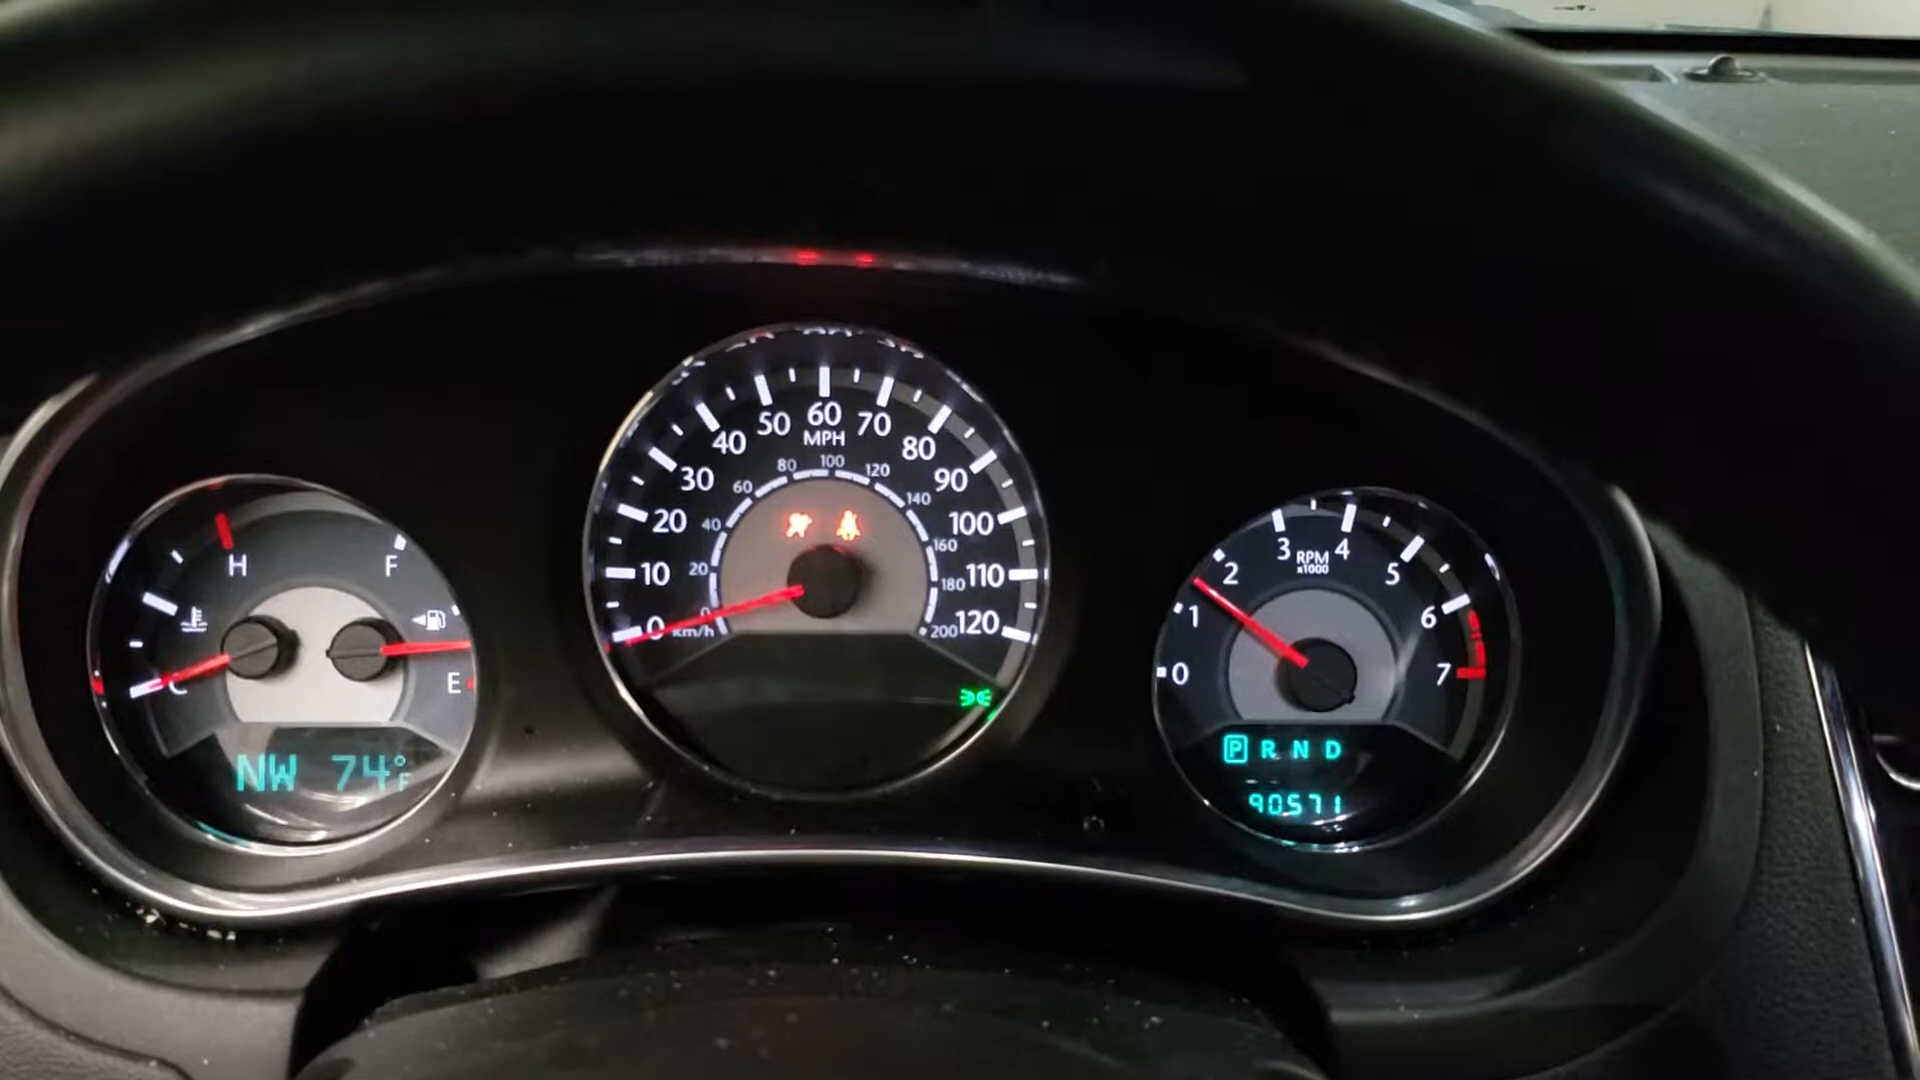 H F
C E
NW 74°F
0 10 20 30 40 50 60 70 80 90 100 110 120
MPH
0 20 40 60 80 100 120 140 160 180 200
km/h
0 1 2 3 4 5 6 7
RPM
x1000
P R N D
90571